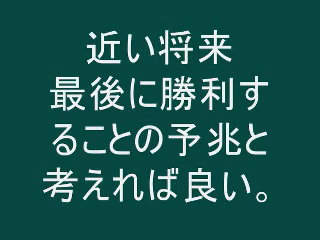 近い将来
最後に勝利す
ることの予兆と
考えれば良い。